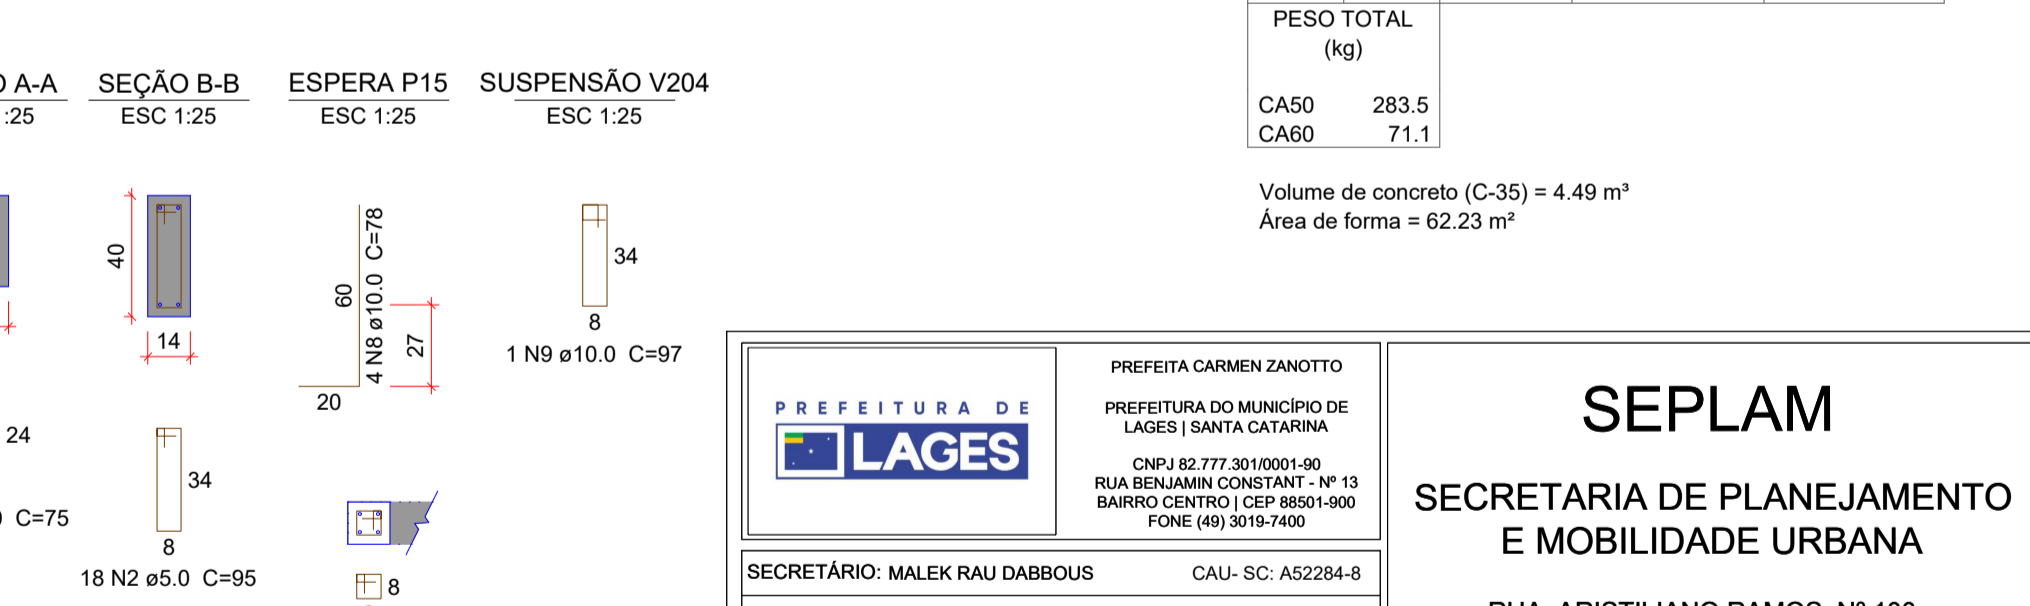 PESO TOTAL
(kg)
CA50 283.5
CA60 71.1
Volume de concreto (C-35) = 4.49 m³
Área de forma = 62.23 m²
A-A
:25
SEÇÃO B-B
ESC 1:25
ESPERA P15
ESC 1:25
SUSPENSÃO V204
ESC 1:25
40
14
60
4 N8 ø10.0 C=78
27
20
34
8
1 N9 ø10.0 C=97
24
C=75
34
8
18 N2 ø5.0 C=95
8
PREFEITURA DE
LAGES
PREFEITA CARMEN ZANOTTO
PREFEITURA DO MUNICÍPIO DE
LAGES | SANTA CATARINA
CNPJ 82.777.301/0001-90
RUA BENJAMIN CONSTANT - Nº 13
BAIRRO CENTRO | CEP 88501-900
FONE (49) 3019-7400
SECRETÁRIO: MALEK RAU DABBOUS CAU- SC: A52284-8
SEPLAM
SECRETARIA DE PLANEJAMENTO
E MOBILIDADE URBANA